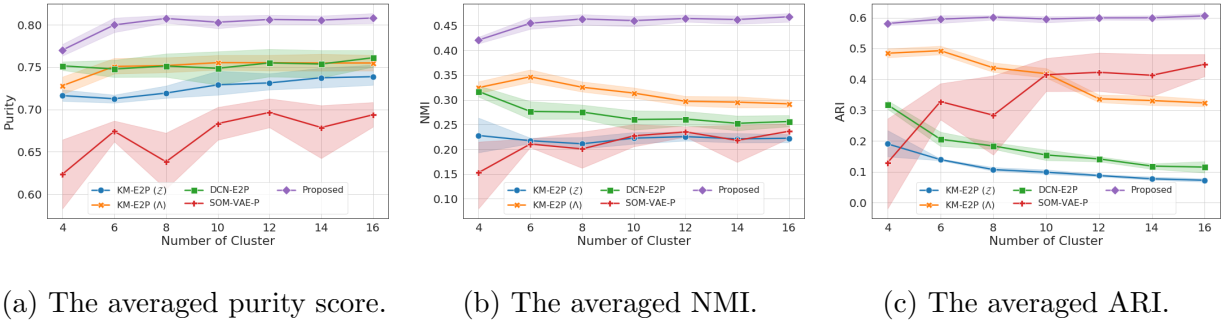 0.80
0.75
0.70
0.65
0.60
Purity
KM-E2P (𝒵)
KM-E2P (Λ)
DCN-E2P
SOM-VAE-P
Proposed
4 6 8 10 12 14 16
Number of Cluster
(a) The averaged purity score.
0.45
0.40
0.35
0.30
0.25
0.20
0.15
0.10
NMI
KM-E2P (𝒵)
KM-E2P (Λ)
DCN-E2P
SOM-VAE-P
Proposed
4 6 8 10 12 14 16
Number of Cluster
(b) The averaged NMI.
0.6
0.5
0.4
0.3
0.2
0.1
0.0
ARI
KM-E2P (𝒵)
KM-E2P (Λ)
DCN-E2P
SOM-VAE-P
Proposed
4 6 8 10 12 14 16
Number of Cluster
(c) The averaged ARI.